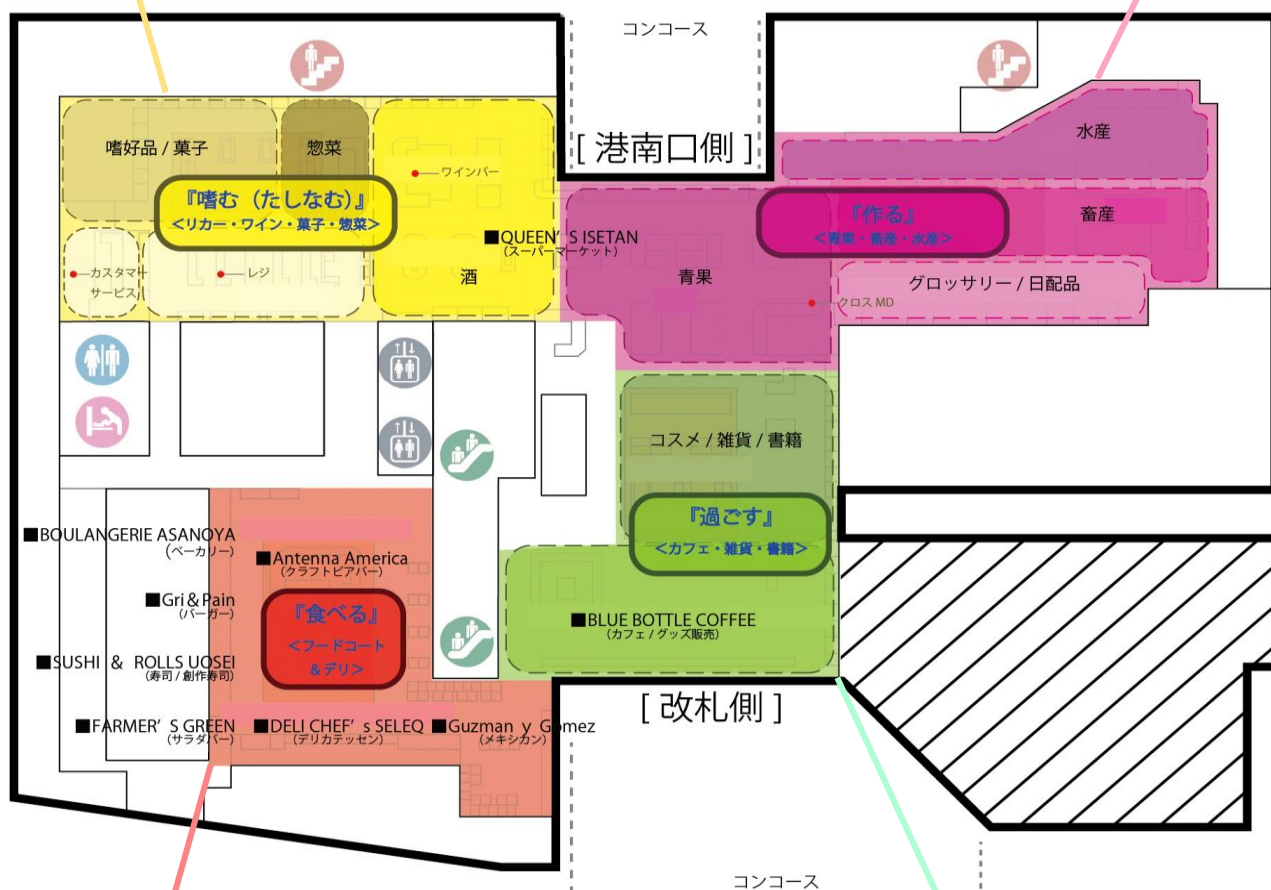 コンコース
[ 港南口側 ]
水産
嗜好品 / 菓子
惣菜
ワインバー
『嗜む（たしなむ）』
＜リカー・ワイン・菓子・惣菜＞
『作る』
＜青果・畜産・水産＞
畜産
■QUEEN' S ISETAN
（スーパーマーケット）
カスタマー
サービス
レジ
酒
青果
グロッサリー / 日配品
クロス MD
コスメ / 雑貨 / 書籍
『過ごす』
＜カフェ・雑貨・書籍＞
■BOULANGERIE ASANOYA
（ベーカリー）
■Antenna America
（クラフトビアバー）
■Gri&Pain
（バーガー）
『食べる』
＜フードコート
＆デリ＞
■BLUE BOTTLE COFFEE
（カフェ / グッズ販売）
■SUSHI ＆ ROLLS UOSEI
（寿司 / 創作寿司）
■FARMER' S GREEN
（サラダバー）
■DELI CHEF' s SELEQ
（デリカテッセン）
■Guzman y Gomez
（メキシカン）
[ 改札側 ]
コンコース